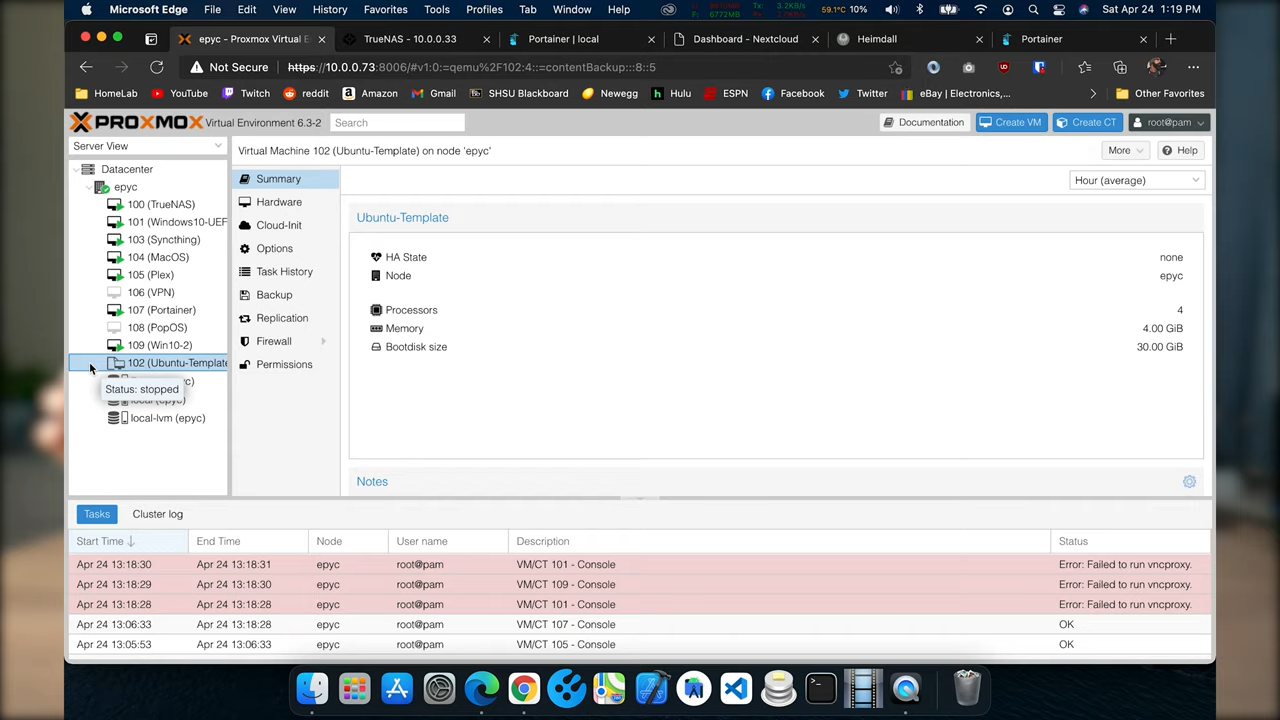 Microsoft Edge File Edit View History Favorites Tools Profiles Tab Window Help 59.1°C 10% Sat Apr 24 1:19 PM
epyc - Proxmox Virtual E TrueNAS - 10.0.0.33 Portainer | local Dashboard - Nextcloud Heimdall Portainer
Not Secure https://10.0.0.73:8006/#v1:0:=qemu%2F102:4::=contentBackup:::8::5
HomeLab YouTube Twitch reddit Amazon Gmail SHSU Blackboard Newegg Hulu ESPN Facebook Twitter eBay | Electronics,... Other Favorites
PROXMOX Virtual Environment 6.3-2 Search Documentation Create VM Create CT root@pam
Server View
Virtual Machine 102 (Ubuntu-Template) on node 'epyc' More Help
Datacenter
epyc
100 (TrueNAS)
101 (Windows10-UEF
103 (Syncthing)
104 (MacOS)
105 (Plex)
106 (VPN)
107 (Portainer)
108 (PopOS)
109 (Win10-2)
102 (Ubuntu-Template
Status: stopped
local (epyc)
local-lvm (epyc)
Summary
Hardware
Cloud-Init
Options
Task History
Backup
Replication
Firewall
Permissions
Hour (average)
Ubuntu-Template
HA State none
Node epyc
Processors 4
Memory 4.00 GiB
Bootdisk size 30.00 GiB
Notes
Tasks Cluster log
Start Time End Time Node User name Description Status
Apr 24 13:18:30 Apr 24 13:18:31 epyc root@pam VM/CT 101 - Console Error: Failed to run vncproxy.
Apr 24 13:18:29 Apr 24 13:18:30 epyc root@pam VM/CT 109 - Console Error: Failed to run vncproxy.
Apr 24 13:18:28 Apr 24 13:18:28 epyc root@pam VM/CT 101 - Console Error: Failed to run vncproxy.
Apr 24 13:06:33 Apr 24 13:18:28 epyc root@pam VM/CT 107 - Console OK
Apr 24 13:05:53 Apr 24 13:06:33 epyc root@pam VM/CT 105 - Console OK